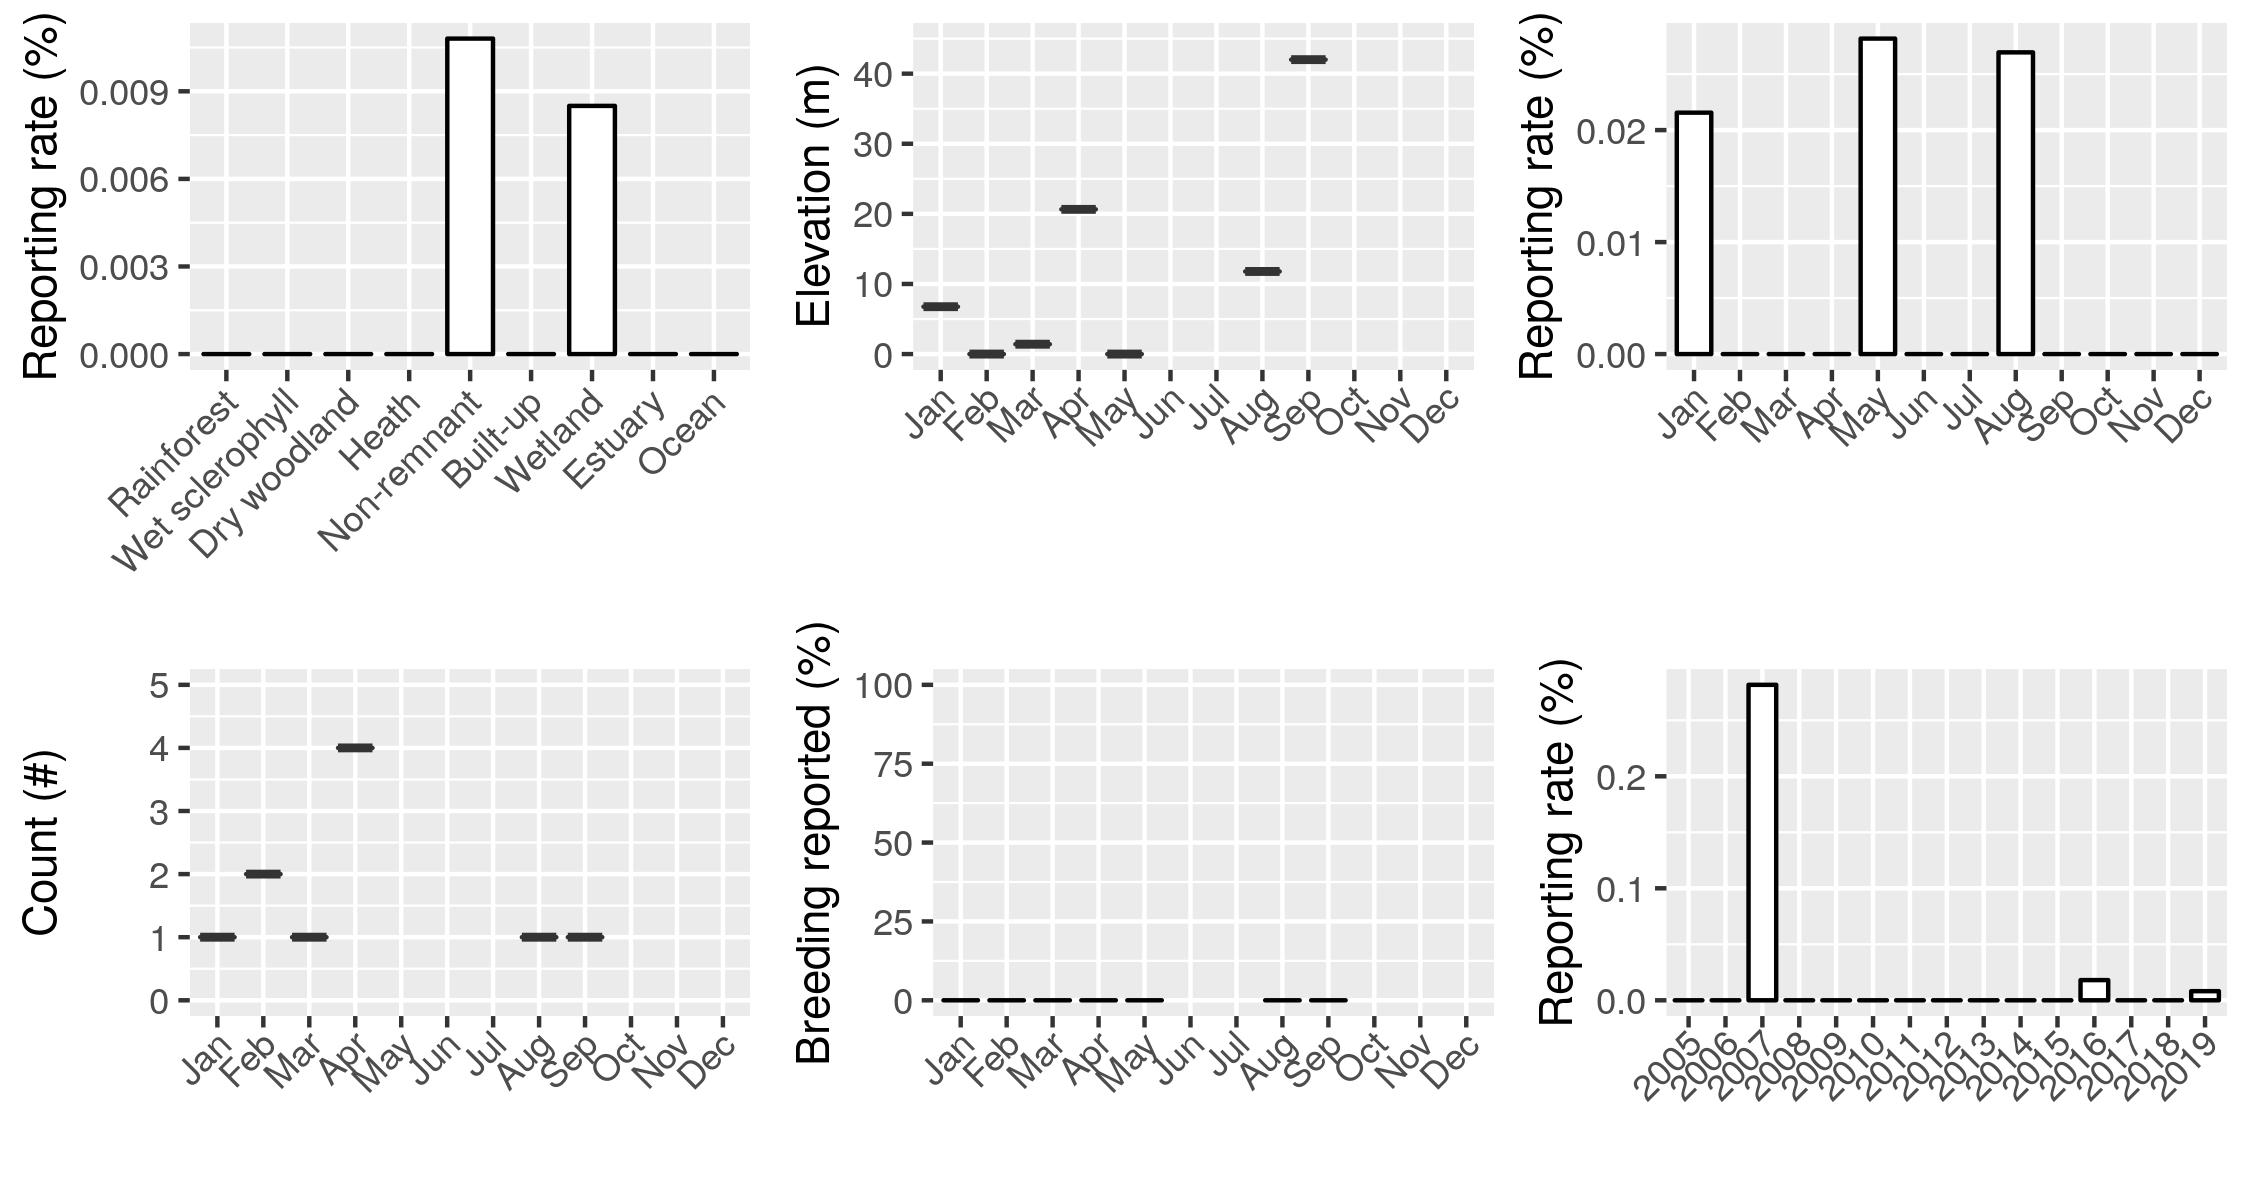 Reporting rate (%)
0.009
0.006
0.003
0.000
Rainforest
Wet sclerophyll
Dry woodland
Heath
Non-remnant
Built-up
Wetland
Estuary
Ocean
Elevation (m)
40
30
20
10
0
Jan
Feb
Mar
Apr
May
Jun
Jul
Aug
Sep
Oct
Nov
Dec
Reporting rate (%)
0.02
0.01
0.00
Jan
Feb
Mar
Apr
May
Jun
Jul
Aug
Sep
Oct
Nov
Dec
Count (#)
5
4
3
2
1
0
Jan
Feb
Mar
Apr
May
Jun
Jul
Aug
Sep
Oct
Nov
Dec
Breeding reported (%)
100
75
50
25
0
Jan
Feb
Mar
Apr
May
Jun
Jul
Aug
Sep
Oct
Nov
Dec
Reporting rate (%)
0.2
0.1
0.0
2005
2006
2007
2008
2009
2010
2011
2012
2013
2014
2015
2016
2017
2018
2019